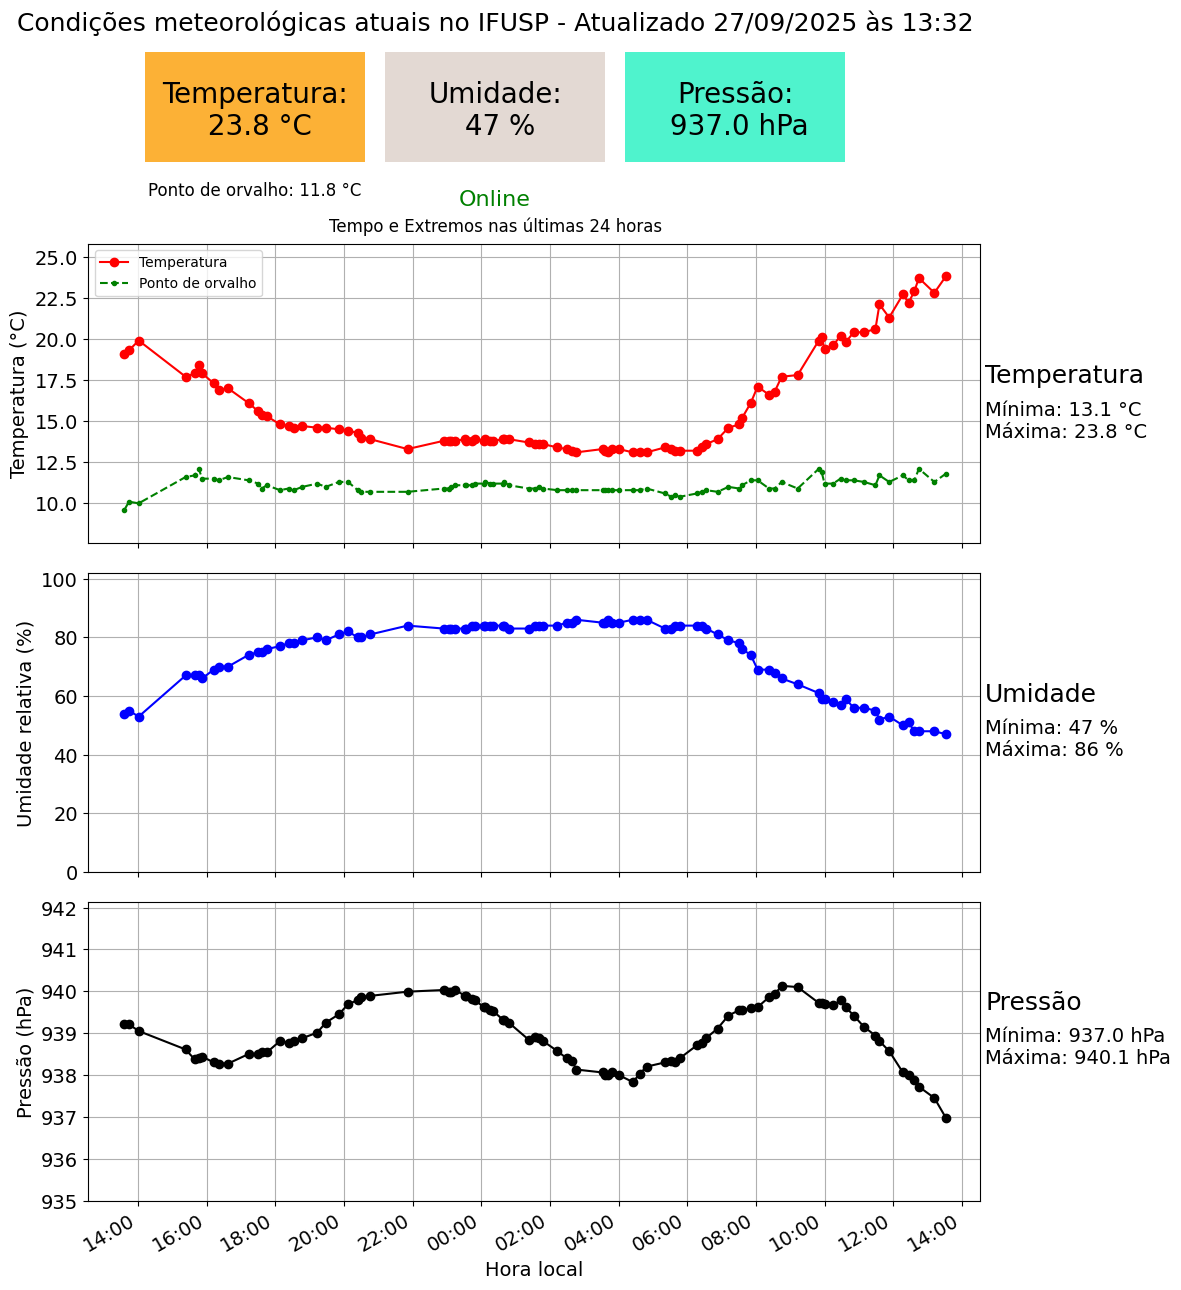 Condições meteorológicas atuais no IFUSP - Atualizado 27/09/2025 às 13:32
Temperatura:
23.8 °C
Umidade:
47 %
Pressão:
937.0 hPa
Ponto de orvalho: 11.8 °C
Online
Tempo e Extremos nas últimas 24 horas
Temperatura (°C)
25.0
22.5
20.0
17.5
15.0
12.5
10.0
Temperatura
Ponto de orvalho
Temperatura
Mínima: 13.1 °C
Máxima: 23.8 °C
Umidade relativa (%)
100
80
60
40
20
0
Umidade
Mínima: 47 %
Máxima: 86 %
Pressão (hPa)
942
941
940
939
938
937
936
935
Pressão
Mínima: 937.0 hPa
Máxima: 940.1 hPa
14:00
16:00
18:00
20:00
22:00
00:00
02:00
04:00
06:00
08:00
10:00
12:00
14:00
Hora local